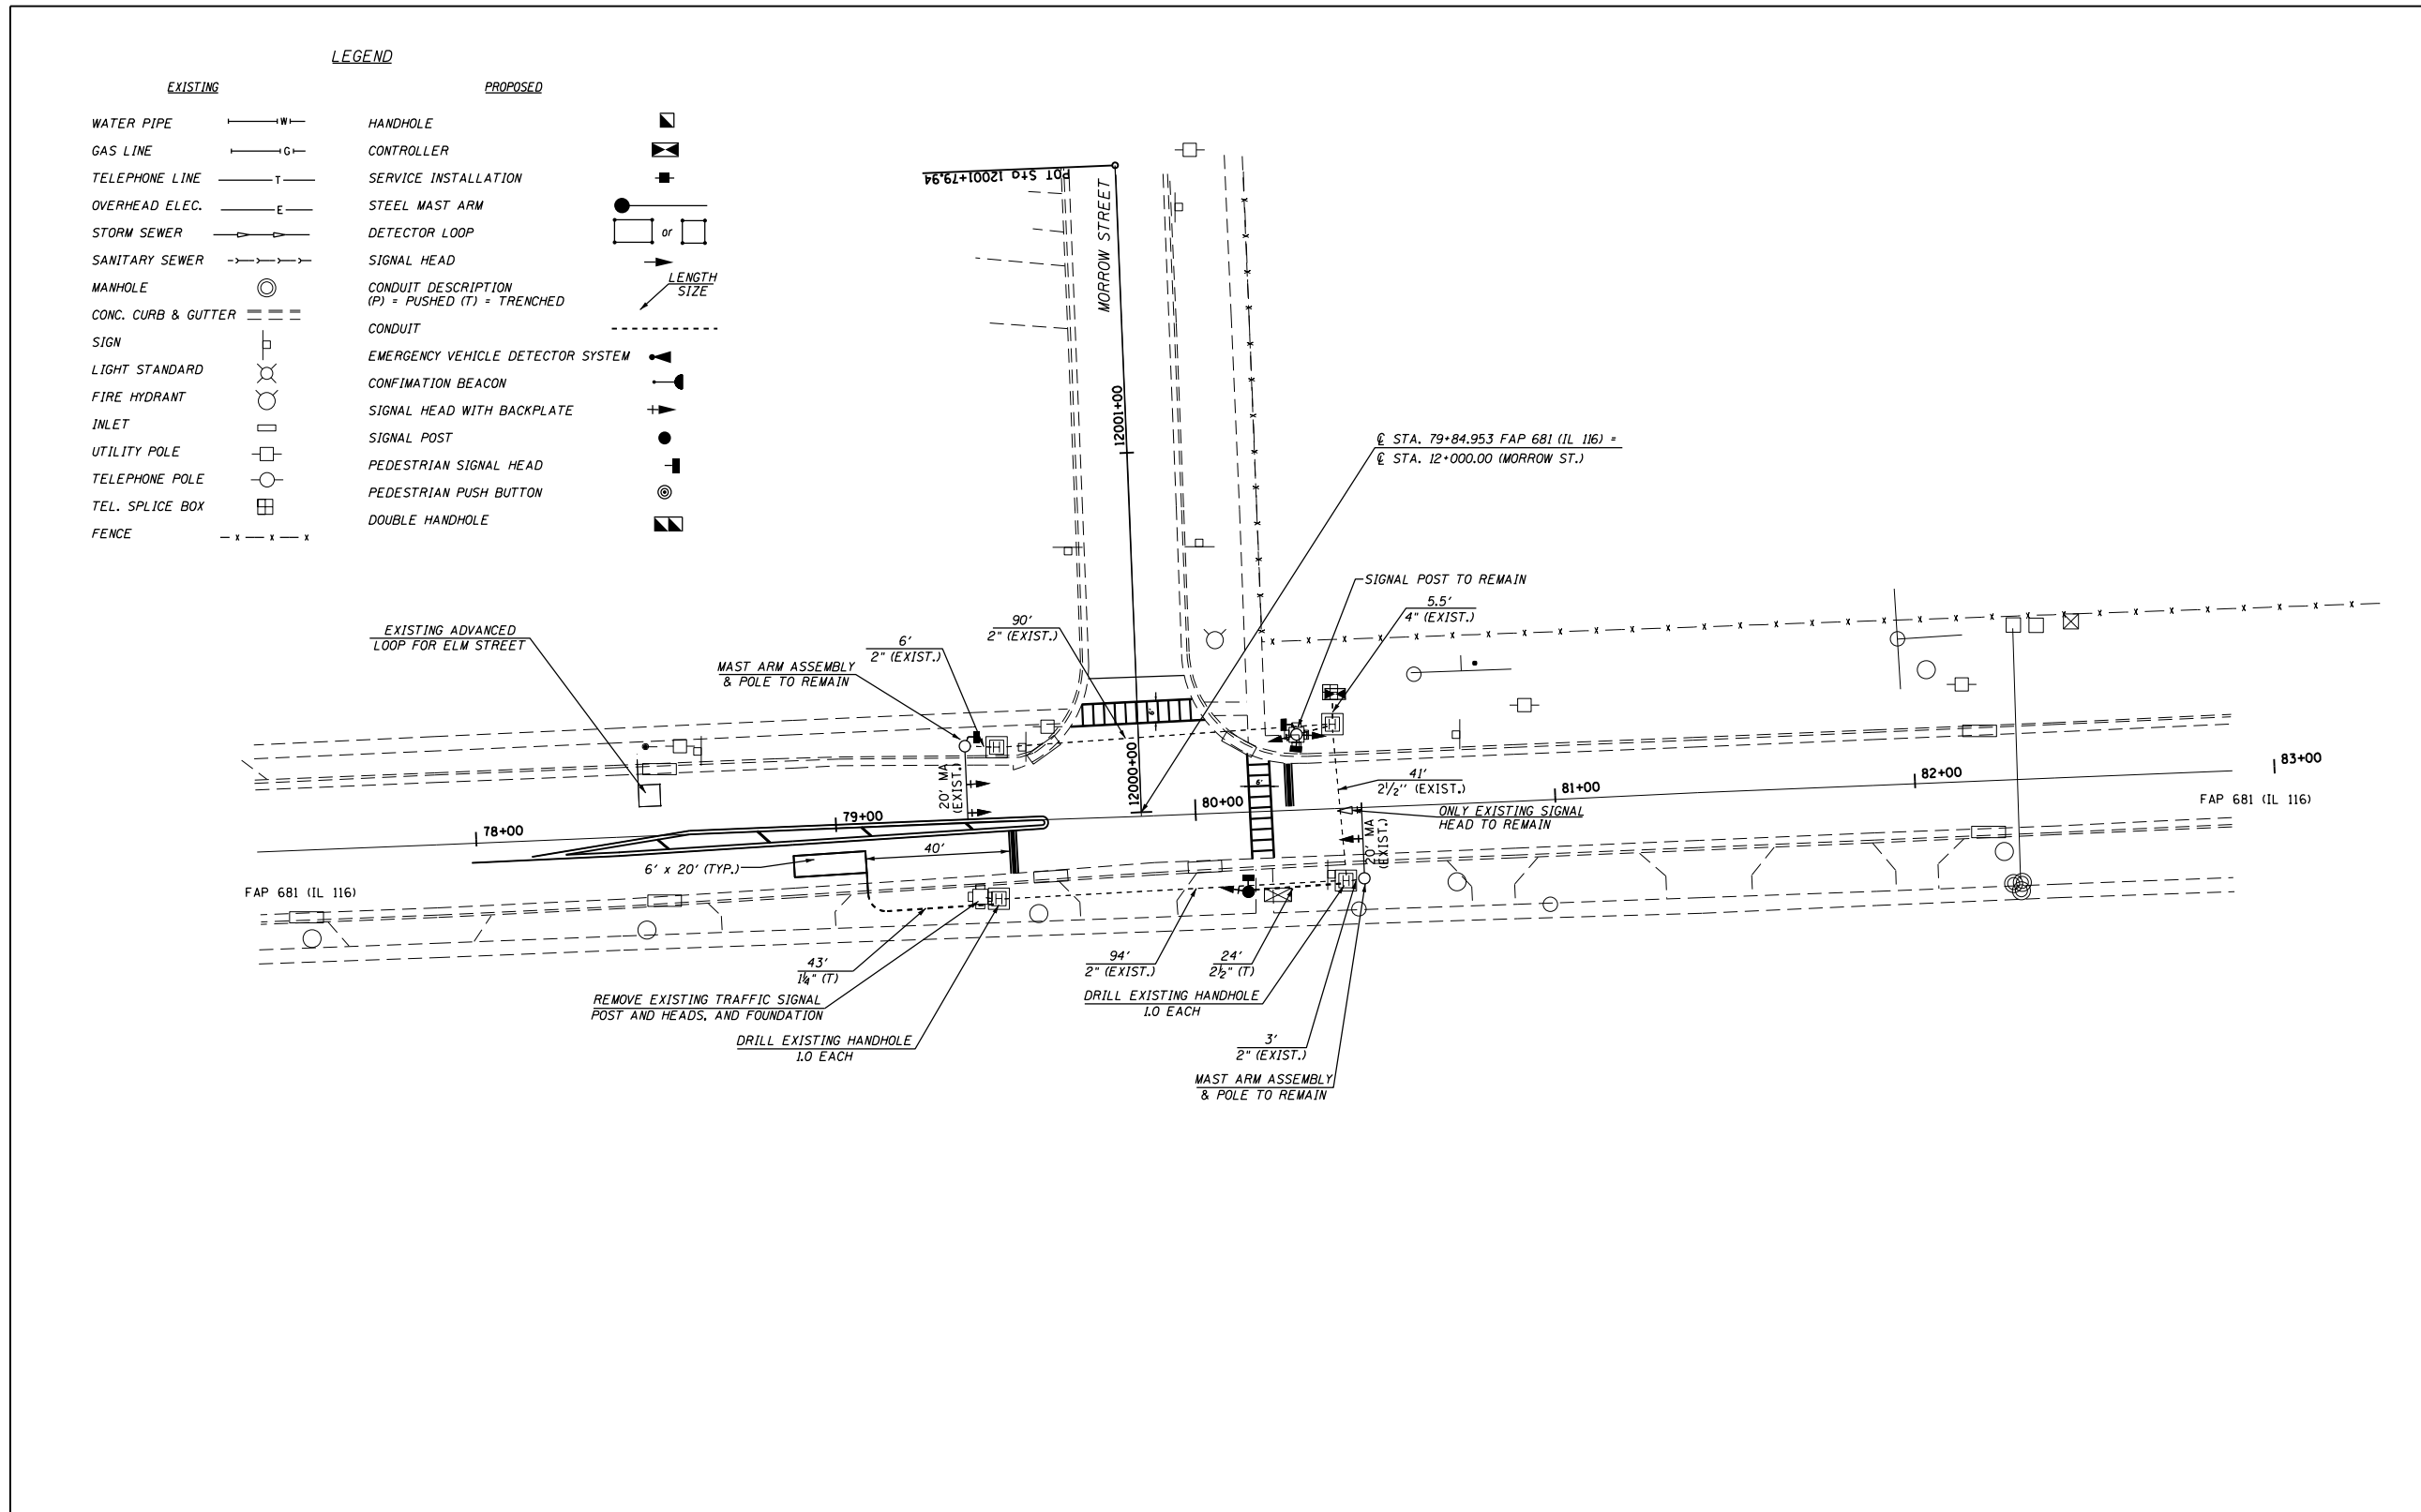 LEGEND
EXISTING
PROPOSED
WATER PIPE
W
HANDHOLE
GAS LINE
G
CONTROLLER
TELEPHONE LINE
T
SERVICE INSTALLATION
OVERHEAD ELEC.
E
STEEL MAST ARM
STORM SEWER
DETECTOR LOOP
or
SANITARY SEWER
SIGNAL HEAD
MANHOLE
CONDUIT DESCRIPTION
(P) = PUSHED (T) = TRENCHED
LENGTH
SIZE
CONC. CURB & GUTTER
CONDUIT
SIGN
EMERGENCY VEHICLE DETECTOR SYSTEM
LIGHT STANDARD
CONFIMATION BEACON
FIRE HYDRANT
SIGNAL HEAD WITH BACKPLATE
INLET
SIGNAL POST
UTILITY POLE
PEDESTRIAN SIGNAL HEAD
TELEPHONE POLE
PEDESTRIAN PUSH BUTTON
TEL. SPLICE BOX
DOUBLE HANDHOLE
FENCE
x x x
POT Sta 12001+79.94
MORROW STREET
12001+00
℄ STA. 79+84.953 FAP 681 (IL 116) =
℄ STA. 12+000.00 (MORROW ST.)
SIGNAL POST TO REMAIN
5.5'
4" (EXIST.)
EXISTING ADVANCED
LOOP FOR ELM STREET
90'
2" (EXIST.)
6'
2" (EXIST.)
MAST ARM ASSEMBLY
& POLE TO REMAIN
6'
20' MA
(EXIST.)
12000+00
6'
41'
2 1/2'' (EXIST.)
78+00
79+00
80+00
81+00
82+00
83+00
FAP 681 (IL 116)
ONLY EXISTING SIGNAL
HEAD TO REMAIN
20' MA
(EXIST.)
40'
6' x 20' (TYP.)
FAP 681 (IL 116)
43'
1¼" (T)
94'
2" (EXIST.)
24'
2½" (T)
REMOVE EXISTING TRAFFIC SIGNAL
POST AND HEADS, AND FOUNDATION
DRILL EXISTING HANDHOLE
1.0 EACH
DRILL EXISTING HANDHOLE
1.0 EACH
3'
2" (EXIST.)
MAST ARM ASSEMBLY
& POLE TO REMAIN